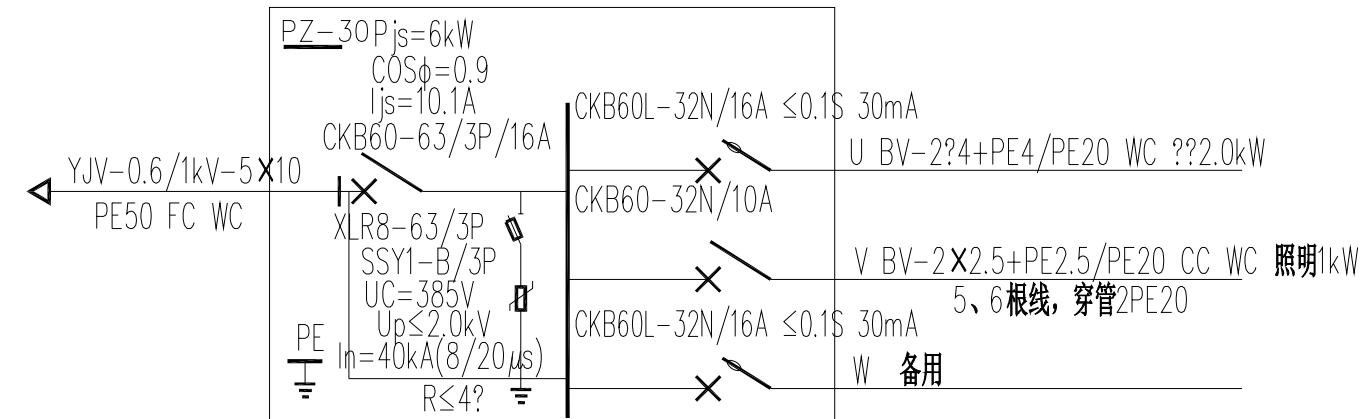 PZ-30 Pjs=6kW
COSϕ=0.9
Ijs=10.1A
CKB60-63/3P/16A
YJV-0.6/1kV-5×10
PE50 FC WC
XLR8-63/3P
SSY1-B/3P
UC=385V
Up≤2.0kV
In=40kA(8/20µs)
R≤4?
PE
CKB60L-32N/16A ≤0.1S 30mA
U BV-2?4+PE4/PE20 WC ??2.0kW
CKB60-32N/10A
V BV-2×2.5+PE2.5/PE20 CC WC 照明1kW
5、6根线，穿管2PE20
CKB60L-32N/16A ≤0.1S 30mA
W 备用